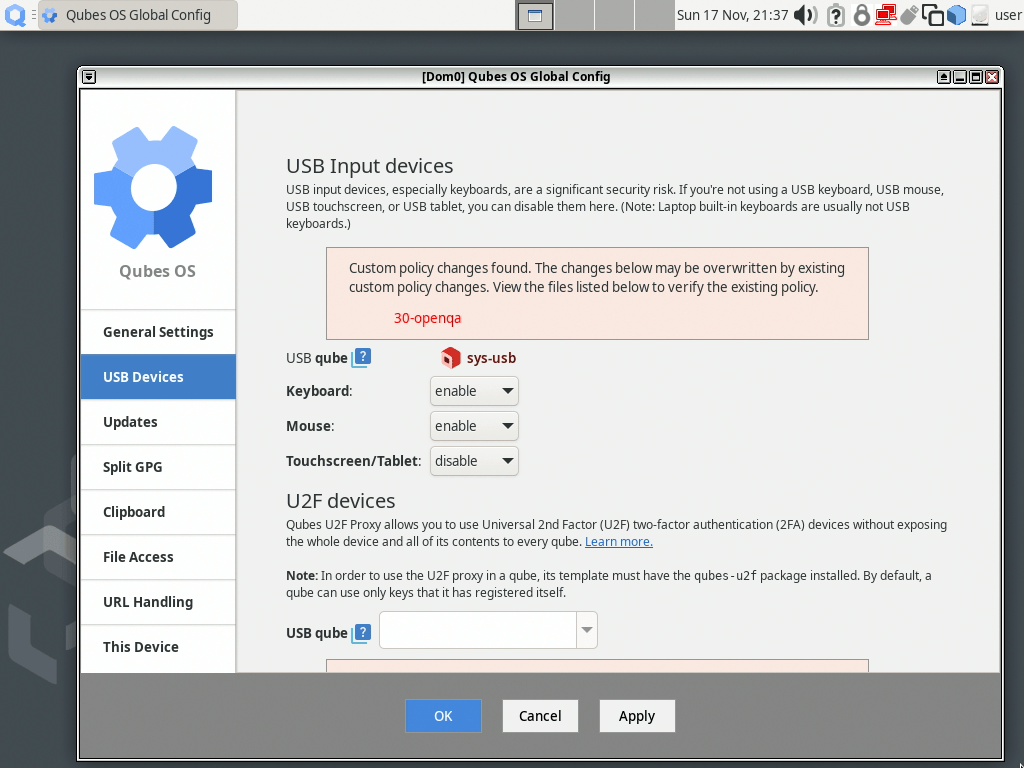 Qubes OS Global Config
Sun 17 Nov, 21:37
user
[Dom0] Qubes OS Global Config
Qubes OS
General Settings
USB Devices
Updates
Split GPG
Clipboard
File Access
URL Handling
This Device
USB Input devices
USB input devices, especially keyboards, are a significant security risk. If you're not using a USB keyboard, USB mouse,
USB touchscreen, or USB tablet, you can disable them here. (Note: Laptop built-in keyboards are usually not USB
keyboards.)
Custom policy changes found. The changes below may be overwritten by existing
custom policy changes. View the files listed below to verify the existing policy.
30-openqa
USB qube ? sys-usb
Keyboard: enable
Mouse: enable
Touchscreen/Tablet: disable
U2F devices
Qubes U2F Proxy allows you to use Universal 2nd Factor (U2F) two-factor authentication (2FA) devices without exposing
the whole device and all of its contents to every qube. Learn more.
Note: In order to use the U2F proxy in a qube, its template must have the qubes-u2f package installed. By default, a
qube can use only keys that it has registered itself.
USB qube ?
OK Cancel Apply